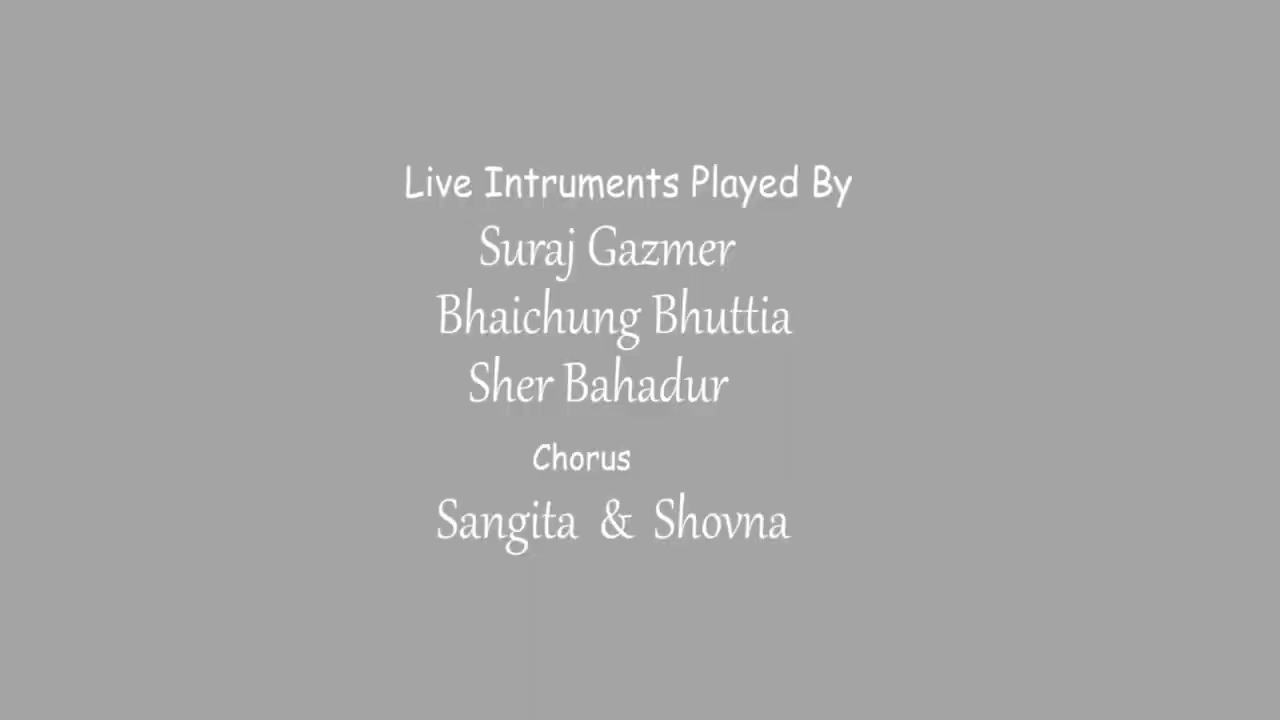 Live Intruments Played By
Suraj Gazmer
Bhaichung Bhuttia
Sher Bahadur
Chorus
Sangita & Shovna